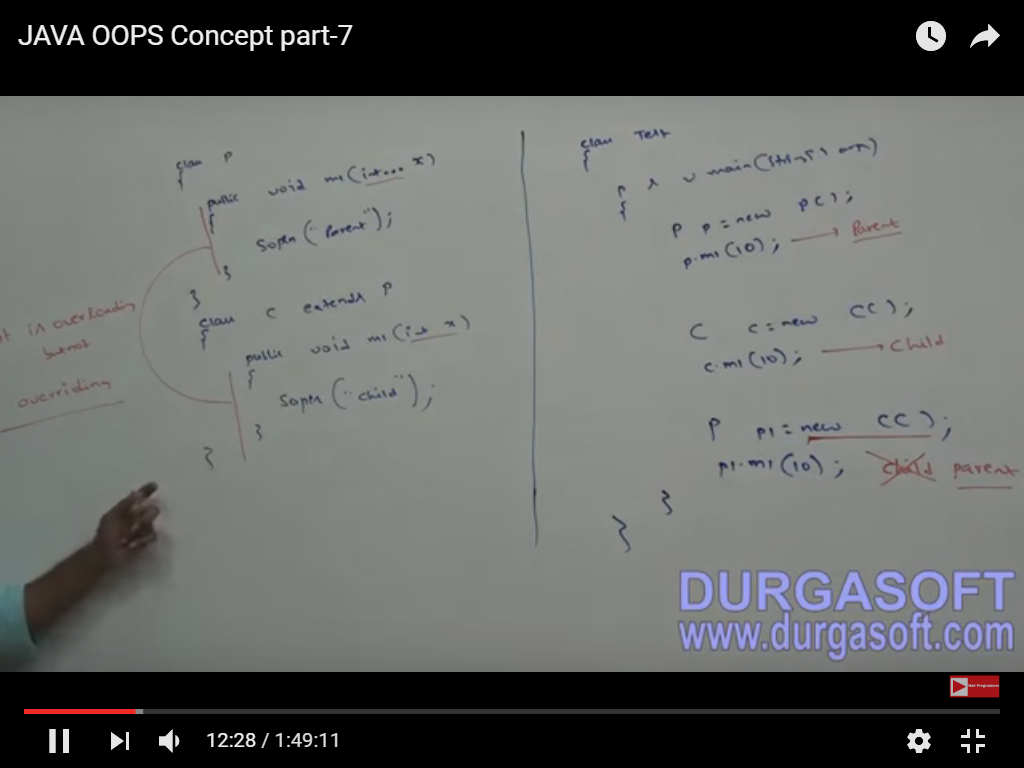 JAVA OOPS Concept part-7
class P
{
public void m1(int... x)
{
Sopln("Parent");
}
}
class C extends P
{
public void m1(int x)
{
Sopln("child");
}
}
it is overloading
but not
overriding
class Test
{
p s v main(String[] args)
{
P p = new P();
p.m1(10); → Parent
C c = new C();
c.m1(10); → Child
P p1 = new C();
p1.m1(10); child parent
}
}
DURGASOFT
www.durgasoft.com
12:28 / 1:49:11